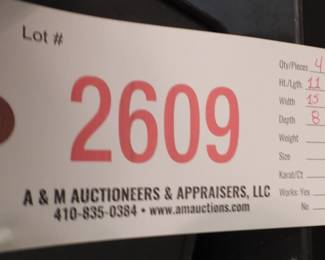 Lot #
2609
A & M AUCTIONEERS & APPRAISERS, LLC
410-835-0384 • www.amauctions.com
Qty/Pieces 4
Ht./Lgth 11
Width 15
Depth 8
Weight
Size
Karat/Ct
Works: Yes
No